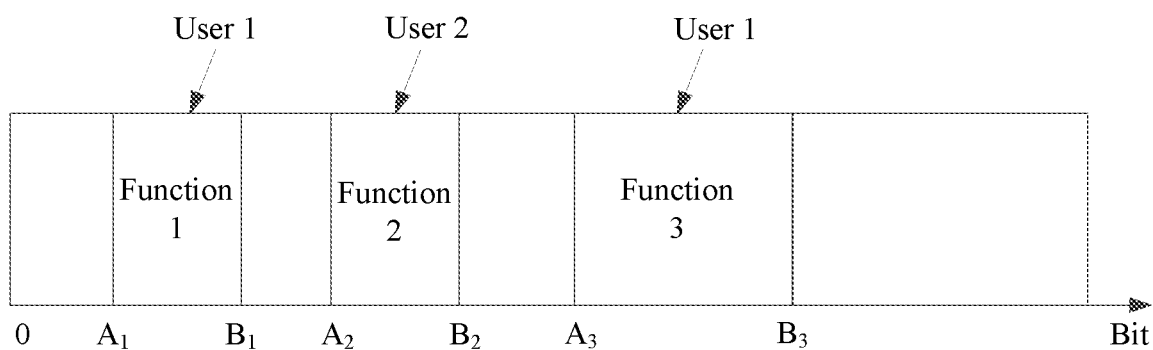 User 1 User 2 User 1
Function 1
Function 2
Function 3
0 A₁ B₁ A₂ B₂ A₃ B₃ Bit